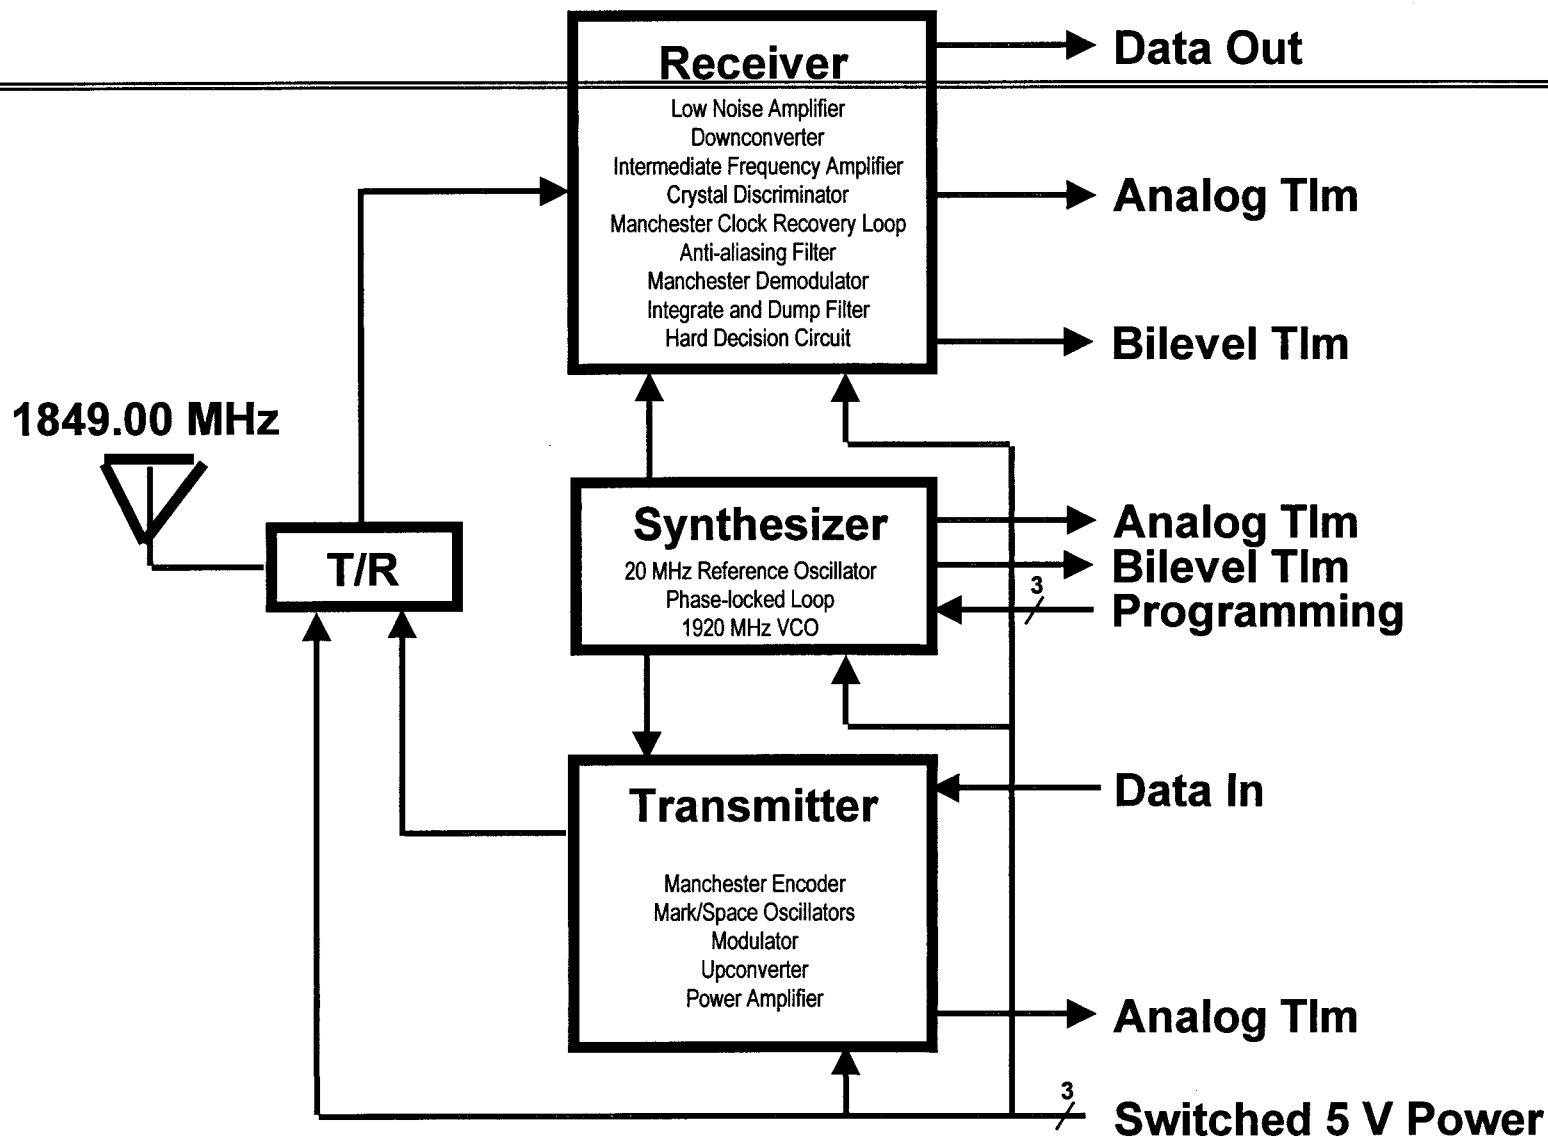 Receiver
Low Noise Amplifier
Downconverter
Intermediate Frequency Amplifier
Crystal Discriminator
Manchester Clock Recovery Loop
Anti-aliasing Filter
Manchester Demodulator
Integrate and Dump Filter
Hard Decision Circuit
Data Out
Analog Tlm
Bilevel Tlm
1849.00 MHz
T/R
Synthesizer
20 MHz Reference Oscillator
Phase-locked Loop
1920 MHz VCO
Analog Tlm
Bilevel Tlm
3
Programming
Transmitter
Manchester Encoder
Mark/Space Oscillators
Modulator
Upconverter
Power Amplifier
Data In
Analog Tlm
3
Switched 5 V Power